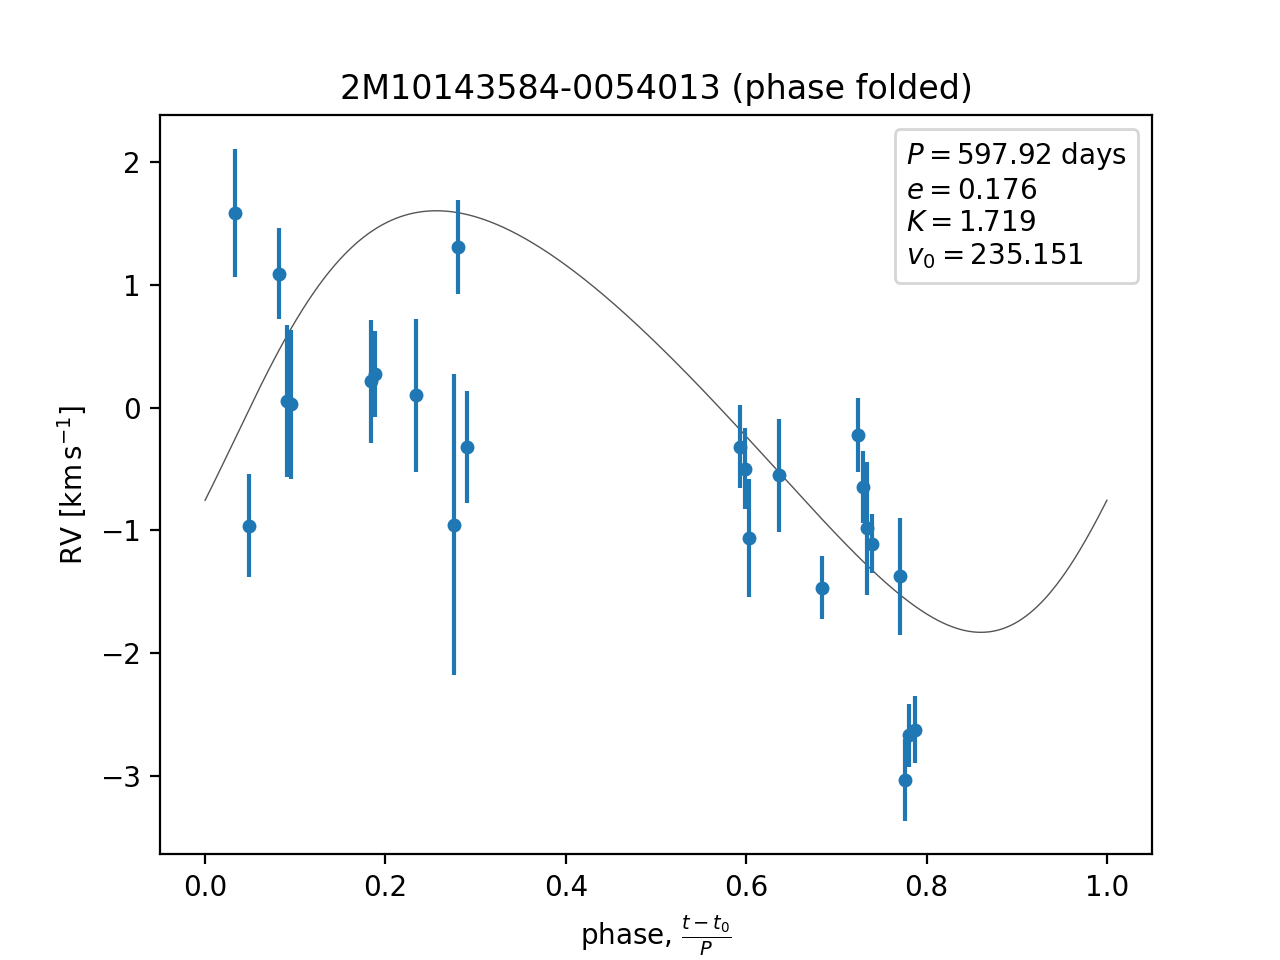 2M10143584-0054013 (phase folded)
P = 597.92 days
e = 0.176
K = 1.719
v₀ = 235.151
2
1
0
−1
−2
−3
RV [km s⁻¹]
0.0 0.2 0.4 0.6 0.8 1.0
phase, (t − t₀)/P